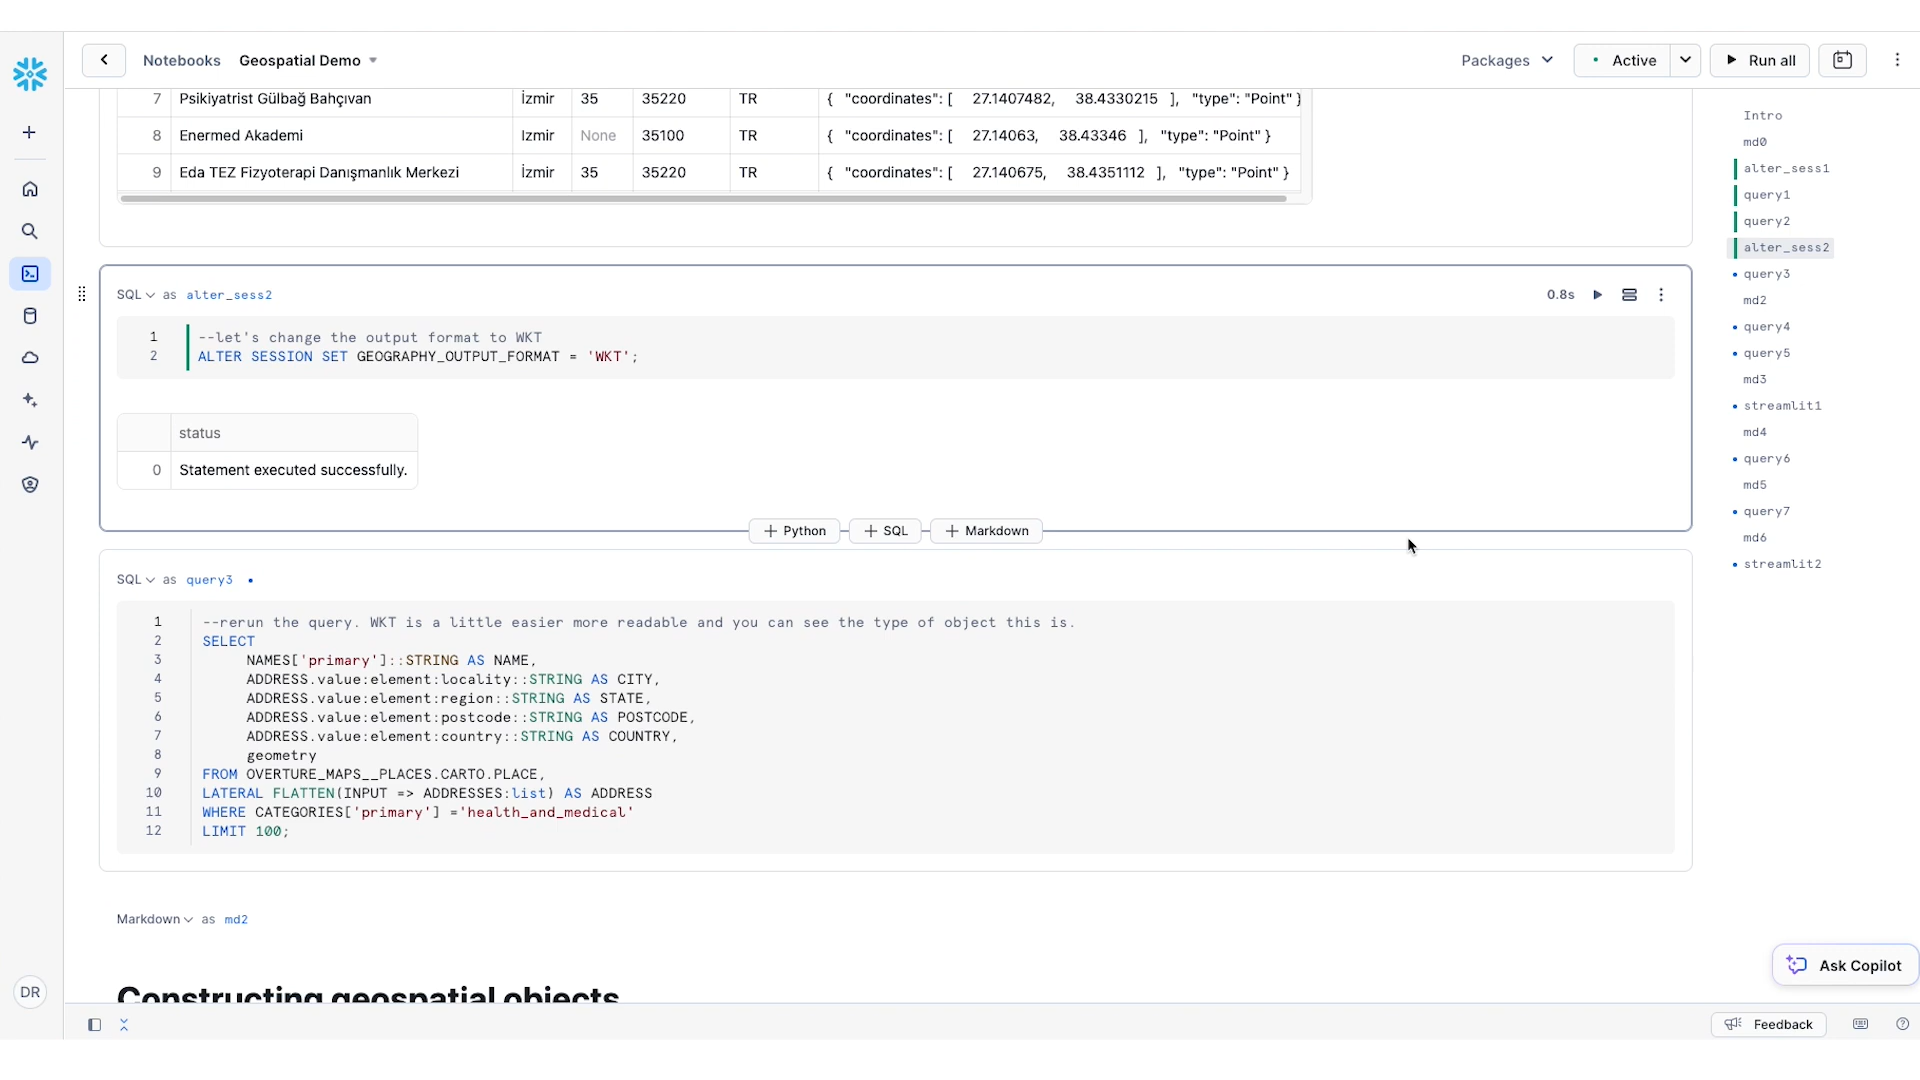 Notebooks Geospatial Demo Packages Active Run all
7 Psikiyatrist Gülbağ Bahçıvan İzmir 35 35220 TR { "coordinates": [ 27.1407482, 38.4330215 ], "type": "Point" }
8 Enermed Akademi Izmir None 35100 TR { "coordinates": [ 27.14063, 38.43346 ], "type": "Point" }
9 Eda TEZ Fizyoterapi Danışmanlık Merkezi İzmir 35 35220 TR { "coordinates": [ 27.140675, 38.4351112 ], "type": "Point" }
SQL as alter_sess2 0.8s
1 --let's change the output format to WKT
2 ALTER SESSION SET GEOGRAPHY_OUTPUT_FORMAT = 'WKT';
status
0 Statement executed successfully.
+ Python + SQL + Markdown
SQL as query3
1 --rerun the query. WKT is a little easier more readable and you can see the type of object this is.
2 SELECT
3 NAMES['primary']::STRING AS NAME,
4 ADDRESS.value:element:locality::STRING AS CITY,
5 ADDRESS.value:element:region::STRING AS STATE,
6 ADDRESS.value:element:postcode::STRING AS POSTCODE,
7 ADDRESS.value:element:country::STRING AS COUNTRY,
8 geometry
9 FROM OVERTURE_MAPS__PLACES.CARTO.PLACE,
10 LATERAL FLATTEN(INPUT => ADDRESSES:list) AS ADDRESS
11 WHERE CATEGORIES['primary'] ='health_and_medical'
12 LIMIT 100;
Markdown as md2
Constructing geospatial objects
Intro
md0
alter_sess1
query1
query2
alter_sess2
query3
md2
query4
query5
md3
streamlit1
md4
query6
md5
query7
md6
streamlit2
Ask Copilot
DR
Feedback